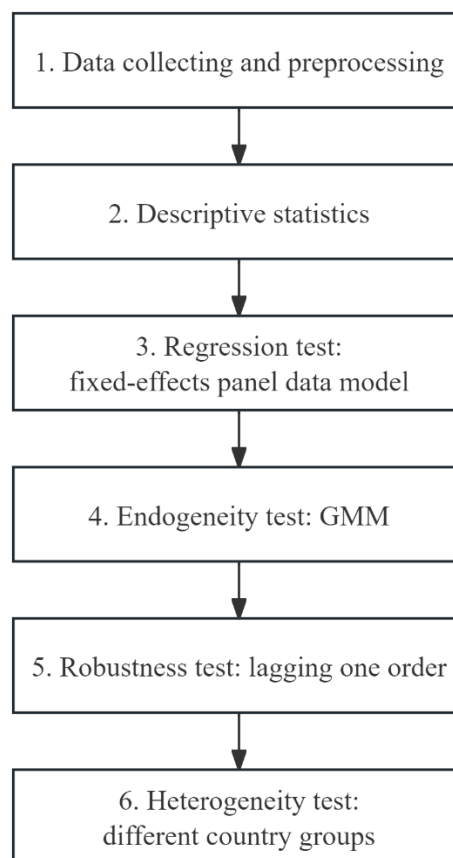 1. Data collecting and preprocessing
2. Descriptive statistics
3. Regression test:
fixed-effects panel data model
4. Endogeneity test: GMM
5. Robustness test: lagging one order
6. Heterogeneity test:
different country groups